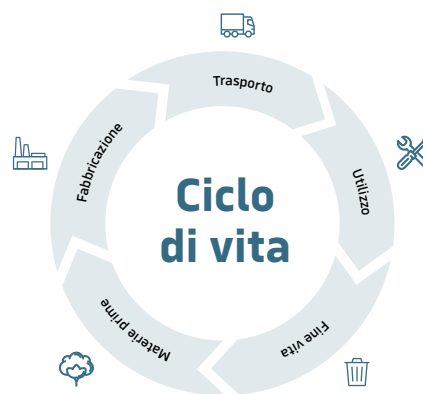 Trasporto
Utilizzo
Fine vita
Materie prime
Fabbricazione
Ciclo
di vita